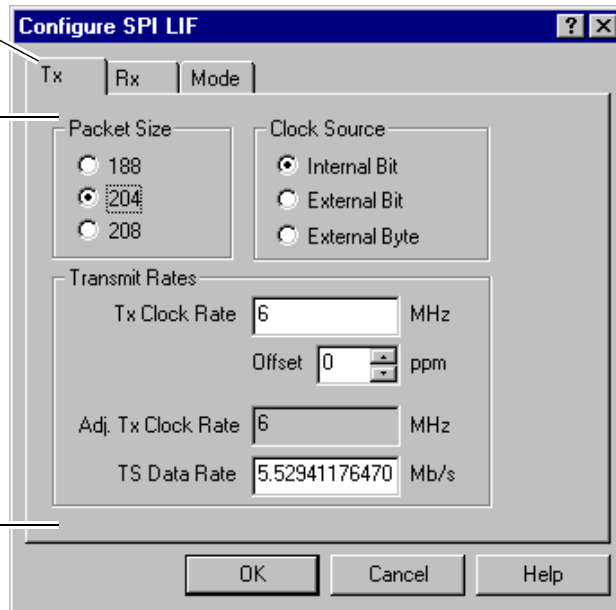 Configure SPI LIF
Tx Rx Mode
Packet Size Clock Source
188 Internal Bit
204 External Bit
208 External Byte
Transmit Rates
Tx Clock Rate 6 MHz
Offset 0 ppm
Adj. Tx Clock Rate 6 MHz
TS Data Rate 5.52941176470 Mb/s
OK Cancel Help